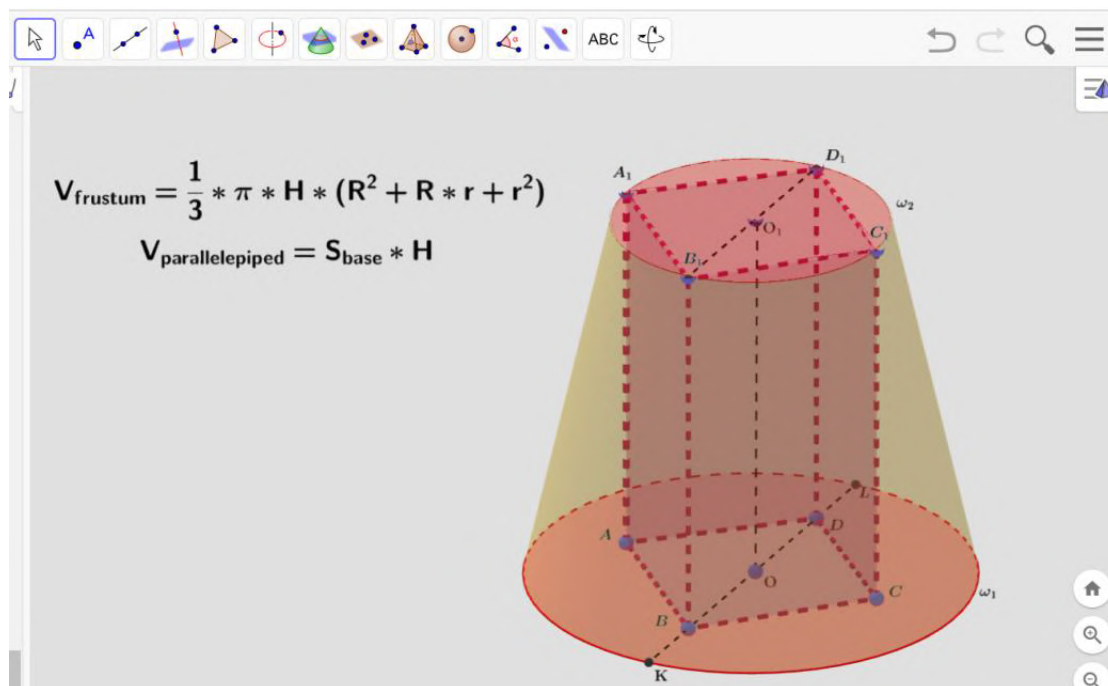 ABC
V_frustum = 1/3 * π * H * (R² + R * r + r²)
V_parallelepiped = S_base * H
A₁
D₁
ω₂
O₁
C₁
B₁
L
A
D
O
C
ω₁
B
K
A
α